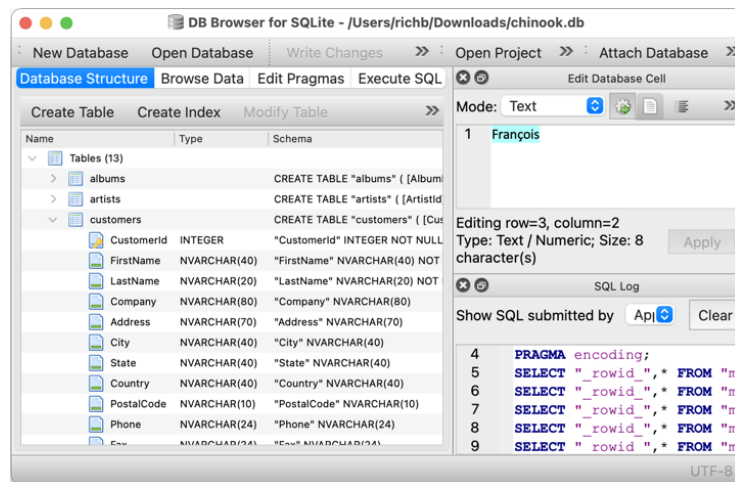 DB Browser for SQLite - /Users/richb/Downloads/chinook.db
New Database Open Database Write Changes » Open Project » Attach Database »
Database Structure Browse Data Edit Pragmas Execute SQL
Create Table Create Index Modify Table »
Name Type Schema
Tables (13)
albums CREATE TABLE "albums" ( [Albuml
artists CREATE TABLE "artists" ( [ArtistId]
customers CREATE TABLE "customers" ( [Cus
CustomerId INTEGER "CustomerId" INTEGER NOT NULL
FirstName NVARCHAR(40) "FirstName" NVARCHAR(40) NOT
LastName NVARCHAR(20) "LastName" NVARCHAR(20) NOT
Company NVARCHAR(80) "Company" NVARCHAR(80)
Address NVARCHAR(70) "Address" NVARCHAR(70)
City NVARCHAR(40) "City" NVARCHAR(40)
State NVARCHAR(40) "State" NVARCHAR(40)
Country NVARCHAR(40) "Country" NVARCHAR(40)
PostalCode NVARCHAR(10) "PostalCode" NVARCHAR(10)
Phone NVARCHAR(24) "Phone" NVARCHAR(24)
Fax NVARCHAR(24) "Fax" NVARCHAR(24)
Edit Database Cell
Mode: Text »
1 François
Editing row=3, column=2
Type: Text / Numeric; Size: 8
character(s)
Apply
SQL Log
Show SQL submitted by Ap Clear
4 PRAGMA encoding;
5 SELECT "_rowid_",* FROM "m
6 SELECT "_rowid_",* FROM "m
7 SELECT "_rowid_",* FROM "m
8 SELECT "_rowid_",* FROM "m
9 SELECT "_rowid_",* FROM "m
UTF-8